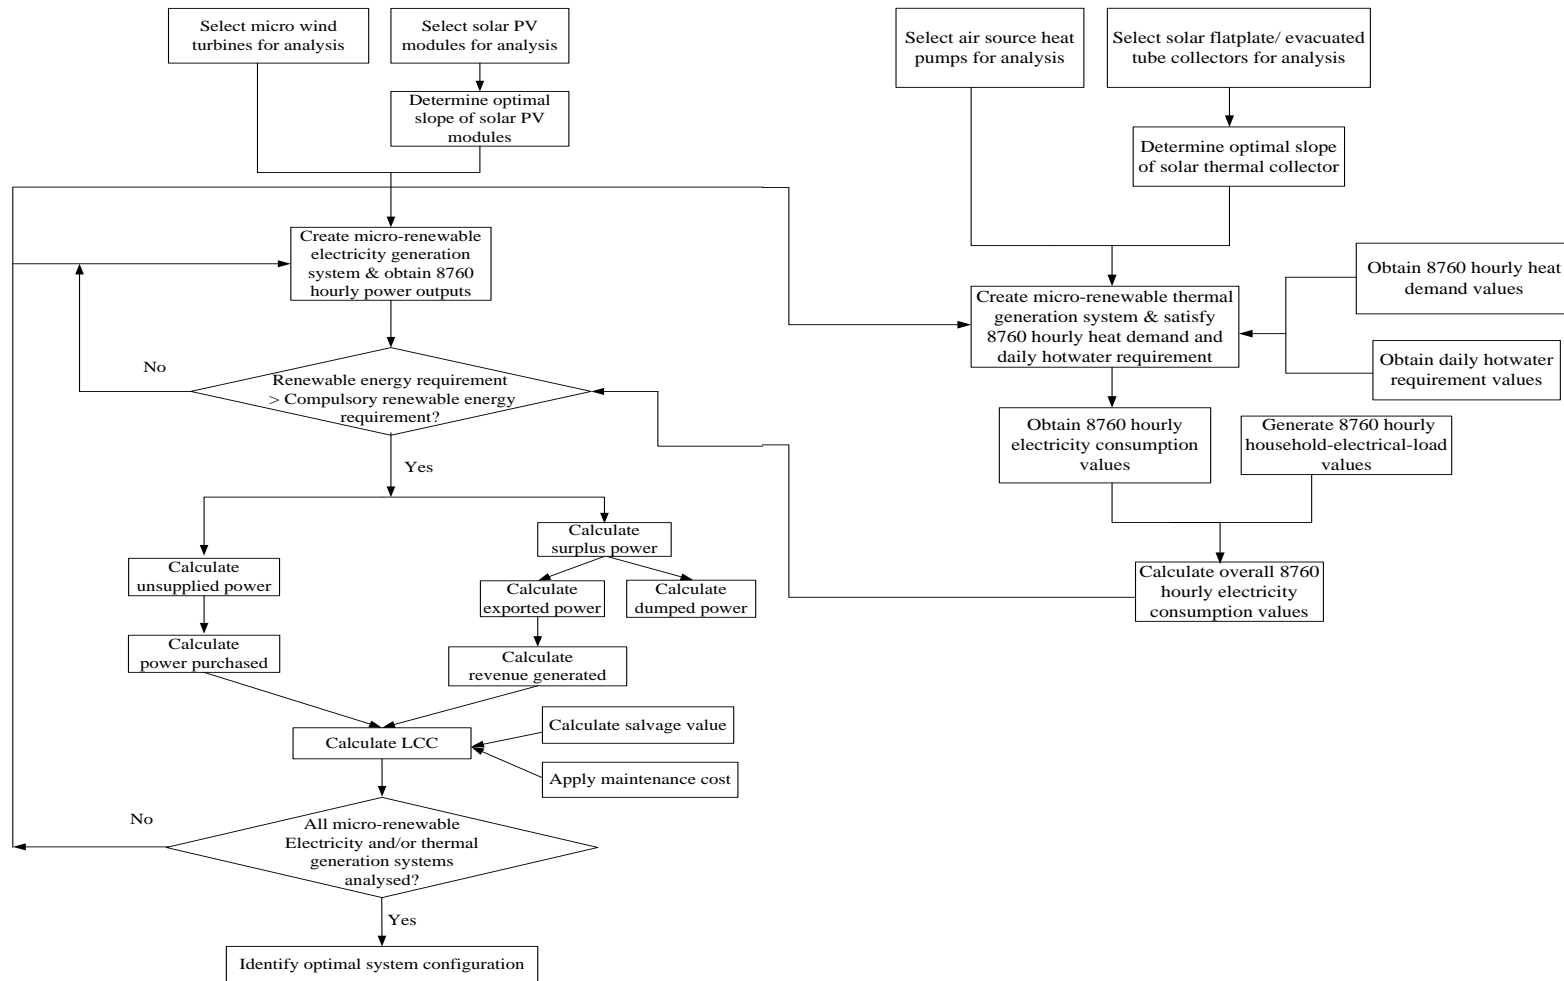 Select micro wind
turbines for analysis
Select solar PV
modules for analysis
Determine optimal
slope of solar PV
modules
Create micro-renewable
electricity generation
system & obtain 8760
hourly power outputs
No
Renewable energy requirement
> Compulsory renewable energy
requirement?
Yes
Calculate
unsupplied power
Calculate
power purchased
Calculate
surplus power
Calculate
exported power
Calculate
dumped power
Calculate
revenue generated
Calculate LCC
Calculate salvage value
Apply maintenance cost
No
All micro-renewable
Electricity and/or thermal
generation systems
analysed?
Yes
Identify optimal system configuration
Select air source heat
pumps for analysis
Select solar flatplate/ evacuated
tube collectors for analysis
Determine optimal slope
of solar thermal collector
Create micro-renewable thermal
generation system & satisfy
8760 hourly heat demand and
daily hotwater requirement
Obtain 8760 hourly heat
demand values
Obtain daily hotwater
requirement values
Obtain 8760 hourly
electricity consumption
values
Generate 8760 hourly
household-electrical-load
values
Calculate overall 8760
hourly electricity
consumption values